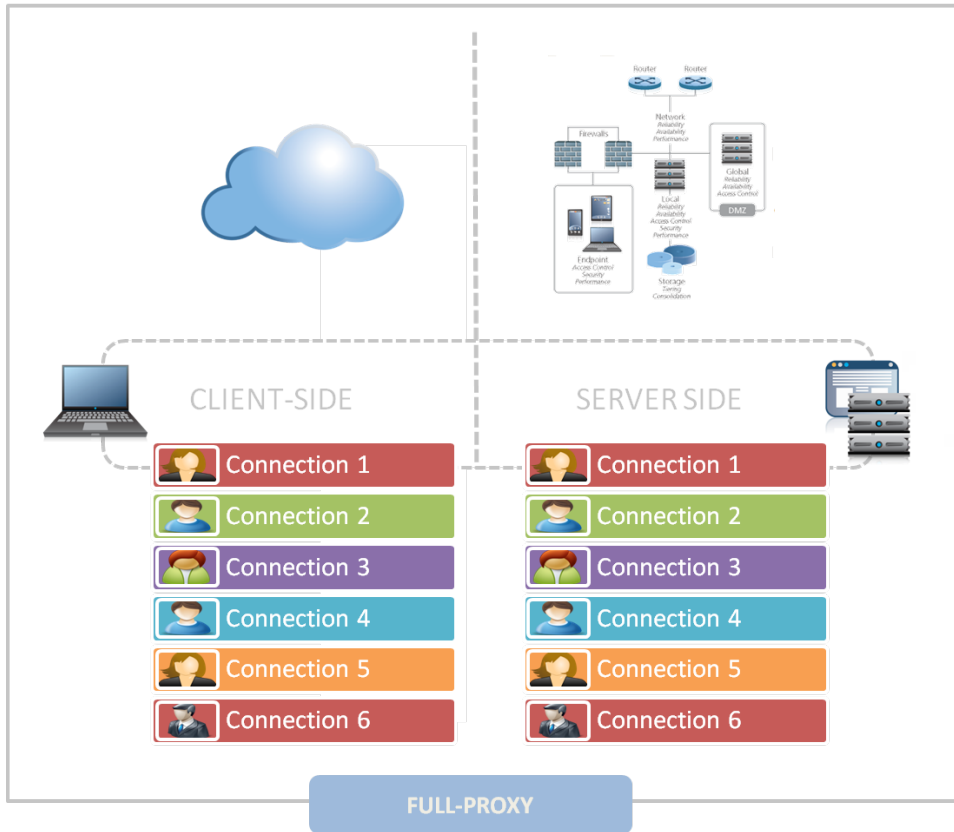 Router
Router
Network
Reliability
Availability
Performance
Firewalls
Global
Reliability
Availability
Access Control
DMZ
Local
Reliability
Availability
Access Control
Security
Performance
Endpoint
Access Control
Security
Performance
Storage
Tiering
Consolidation
CLIENT-SIDE
SERVER SIDE
Connection 1
Connection 2
Connection 3
Connection 4
Connection 5
Connection 6
Connection 1
Connection 2
Connection 3
Connection 4
Connection 5
Connection 6
FULL-PROXY